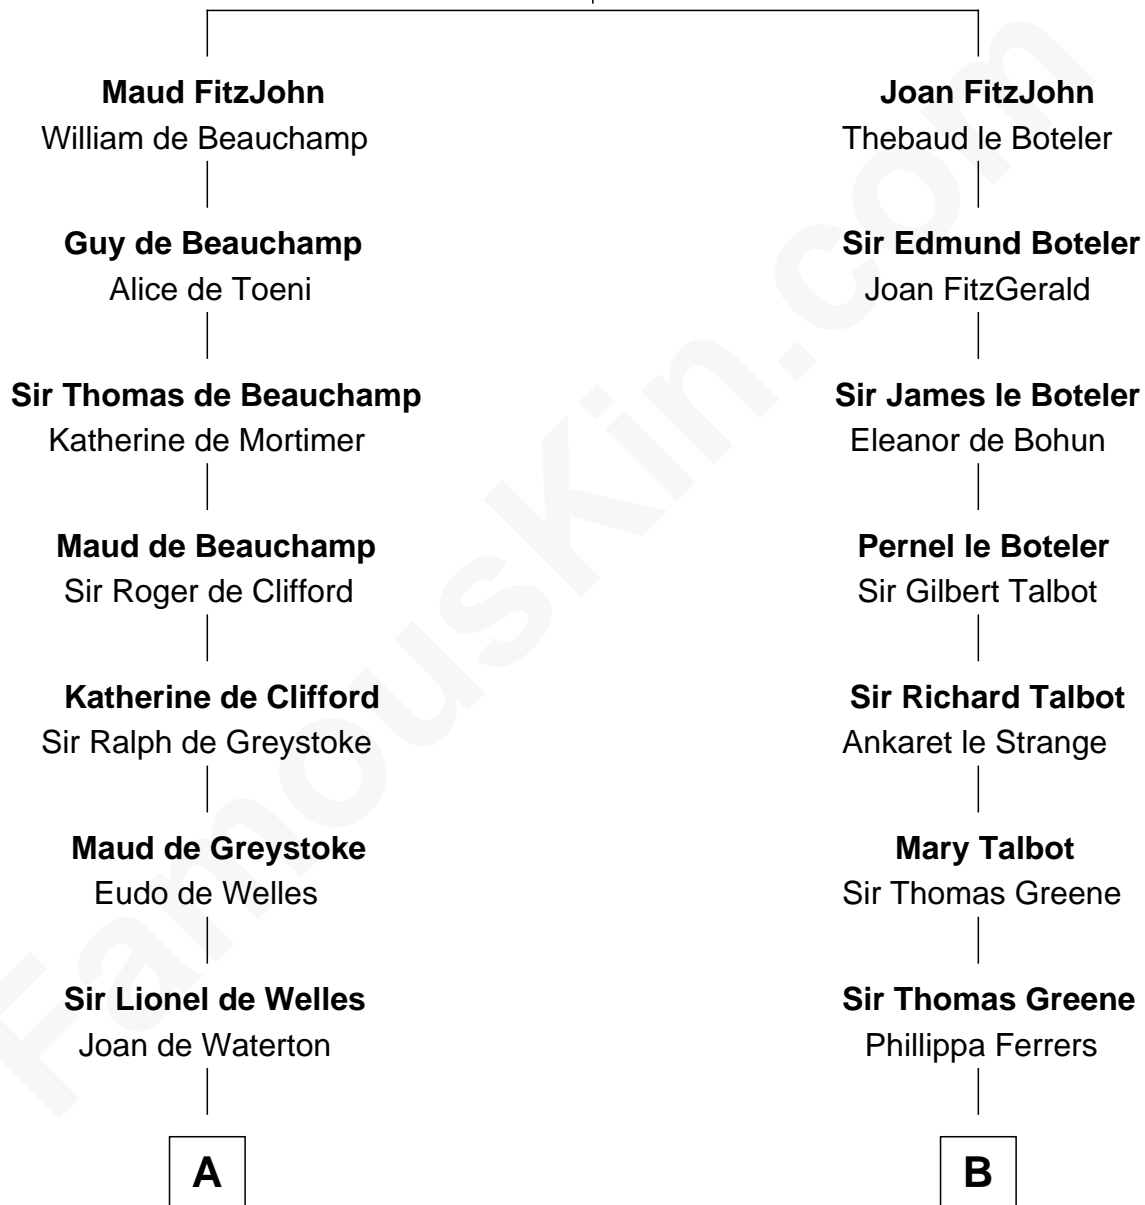 Maud FitzJohn
William de Beauchamp
Guy de Beauchamp
Alice de Toeni
Sir Thomas de Beauchamp
Katherine de Mortimer
Maud de Beauchamp
Sir Roger de Clifford
Katherine de Clifford
Sir Ralph de Greystoke
Maud de Greystoke
Eudo de Welles
Sir Lionel de Welles
Joan de Waterton
A
Joan FitzJohn
Thebaud le Boteler
Sir Edmund Boteler
Joan FitzGerald
Sir James le Boteler
Eleanor de Bohun
Pernel le Boteler
Sir Gilbert Talbot
Sir Richard Talbot
Ankaret le Strange
Mary Talbot
Sir Thomas Greene
Sir Thomas Greene
Phillippa Ferrers
B
FamousKin.com